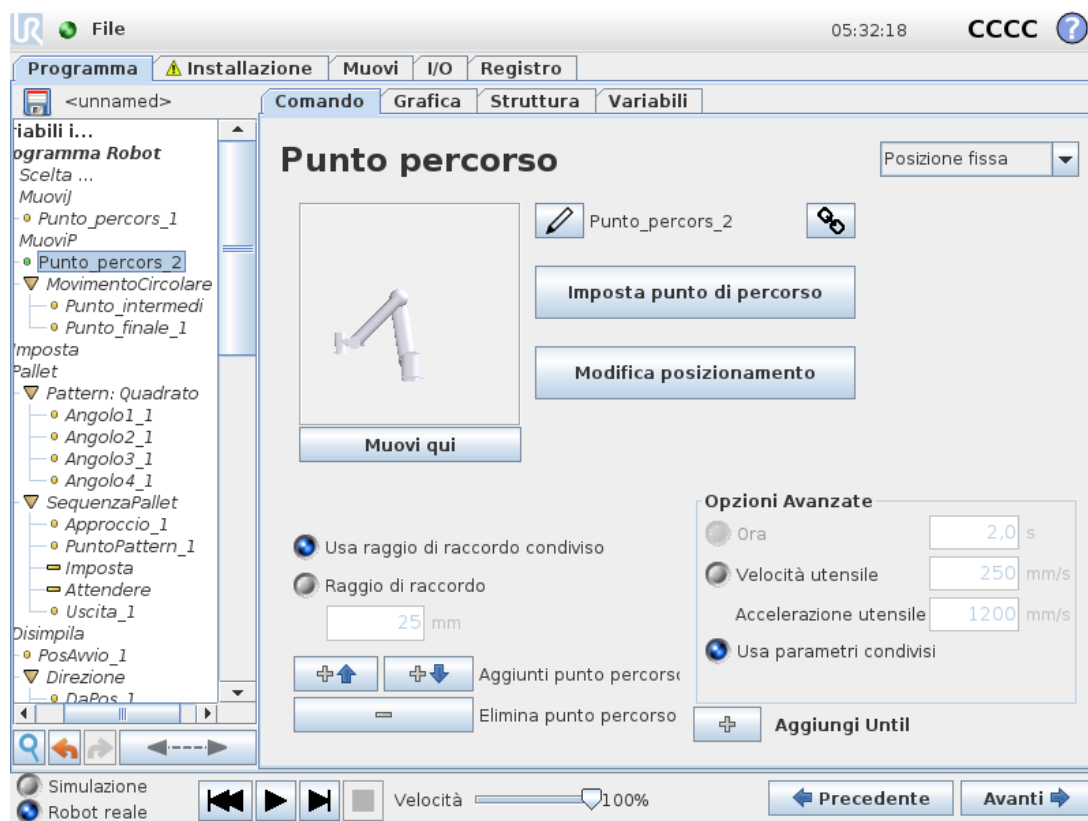 UR File 05:32:18 CCCC ?
Programma Installazione Muovi I/O Registro
<unnamed>
Comando Grafica Struttura Variabili
riabili i...
ogramma Robot
Scelta ...
MuoviJ
Punto_percors_1
MuoviP
Punto_percors_2
MovimentoCircolare
Punto_intermedi
Punto_finale_1
Imposta
Pallet
Pattern: Quadrato
Angolo1_1
Angolo2_1
Angolo3_1
Angolo4_1
SequenzaPallet
Approccio_1
PuntoPattern_1
Imposta
Attendere
Uscita_1
Disimpila
PosAvvio_1
Direzione
DaPos_1
Punto percorso
Posizione fissa
Punto_percors_2
Imposta punto di percorso
Modifica posizionamento
Muovi qui
Usa raggio di raccordo condiviso
Raggio di raccordo
25 mm
Aggiunti punto percorso
Elimina punto percorso
Opzioni Avanzate
Ora 2,0 s
Velocità utensile 250 mm/s
Accelerazione utensile 1200 mm/s
Usa parametri condivisi
Aggiungi Until
Simulazione
Robot reale
Velocità 100%
Precedente Avanti